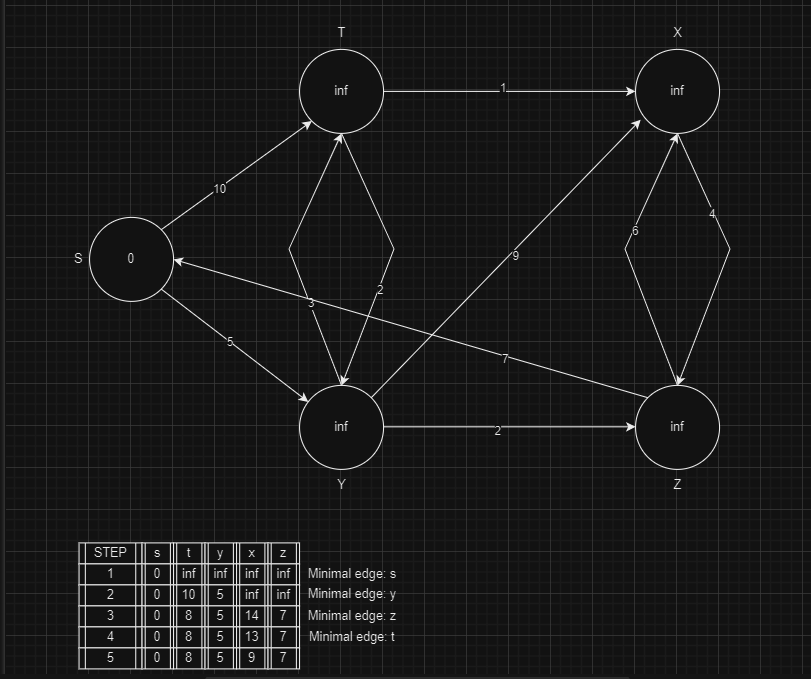 T X
inf 1 inf
10
S 0
6 4
9
3 2
5
7
inf 2 inf
Y Z
STEP s t y x z
1 0 inf inf inf inf Minimal edge: s
2 0 10 5 inf inf Minimal edge: y
3 0 8 5 14 7 Minimal edge: z
4 0 8 5 13 7 Minimal edge: t
5 0 8 5 9 7